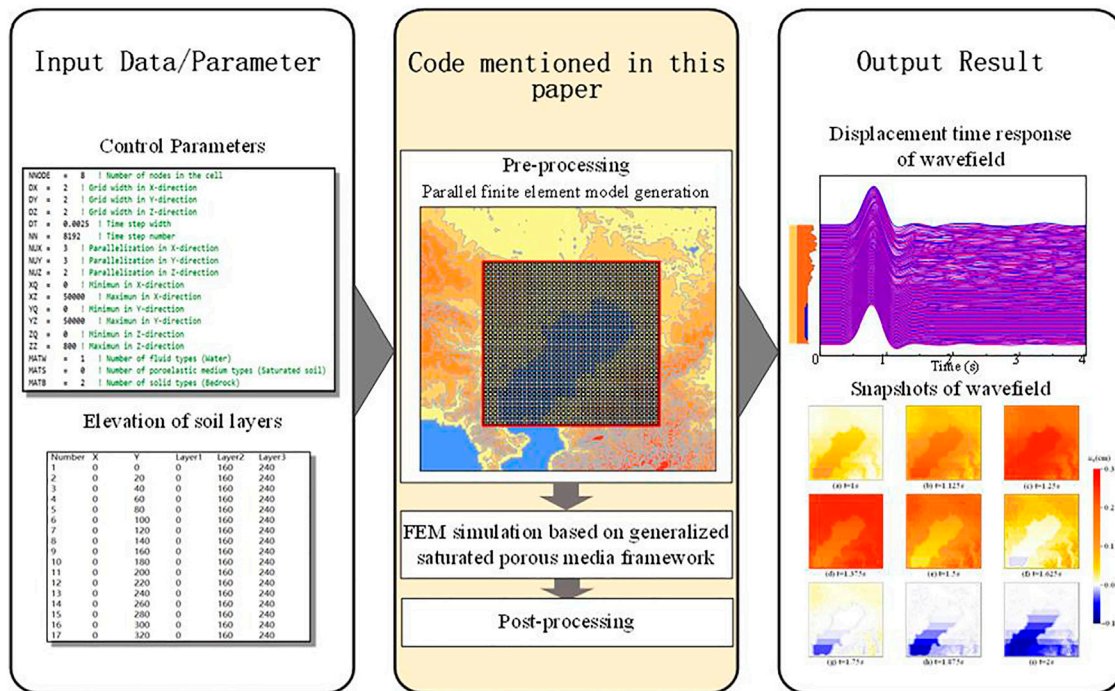 Input Data/Parameter
Control Parameters
NNODE = 8 ! Number of nodes in the cell
DX = 2 ! Grid width in X-direction
DY = 2 ! Grid width in Y-direction
DZ = 2 ! Grid width in Z-direction
DT = 0.0025 ! Time step width
NN = 8192 ! Time step number
NUX = 3 ! Parallelization in X-direction
NUY = 3 ! Parallelization in Y-direction
NUZ = 2 ! Parallelization in Z-direction
XQ = 0 ! Minimun in X-direction
XZ = 50000 ! Maximun in X-direction
YQ = 0 ! Minimun in Y-direction
YZ = 50000 ! Maximun in Y-direction
ZQ = 0 ! Minimun in Z-direction
ZZ = 800 ! Maximun in Z-direction
MATW = 1 ! Number of fluid types (Water)
MATS = 0 ! Number of poroelastic medium types (Saturated soil)
MATB = 2 ! Number of solid types (Bedrock)
Elevation of soil layers
Number X Y Layer1 Layer2 Layer3
1 0 0 0 160 240
2 0 20 0 160 240
3 0 40 0 160 240
4 0 60 0 160 240
5 0 80 0 160 240
6 0 100 0 160 240
7 0 120 0 160 240
8 0 140 0 160 240
9 0 160 0 160 240
10 0 180 0 160 240
11 0 200 0 160 240
12 0 220 0 160 240
13 0 240 0 160 240
14 0 260 0 160 240
15 0 280 0 160 240
16 0 300 0 160 240
17 0 320 0 160 240
Code mentioned in this
paper
Pre-processing
Parallel finite element model generation
FEM simulation based on generalized
saturated porous media framework
Post-processing
Output Result
Displacement time response
of wavefield
0 1 2 3 4
Time (s)
Snapshots of wavefield
(a) t=1s (b) t=1.125s (c) t=1.25s
(d) t=1.375s (e) t=1.5s (f) t=1.625s
(g) t=1.75s (h) t=1.875s (i) t=2s
(cm)
0.3
0.2
0.1
0.0
-0.1